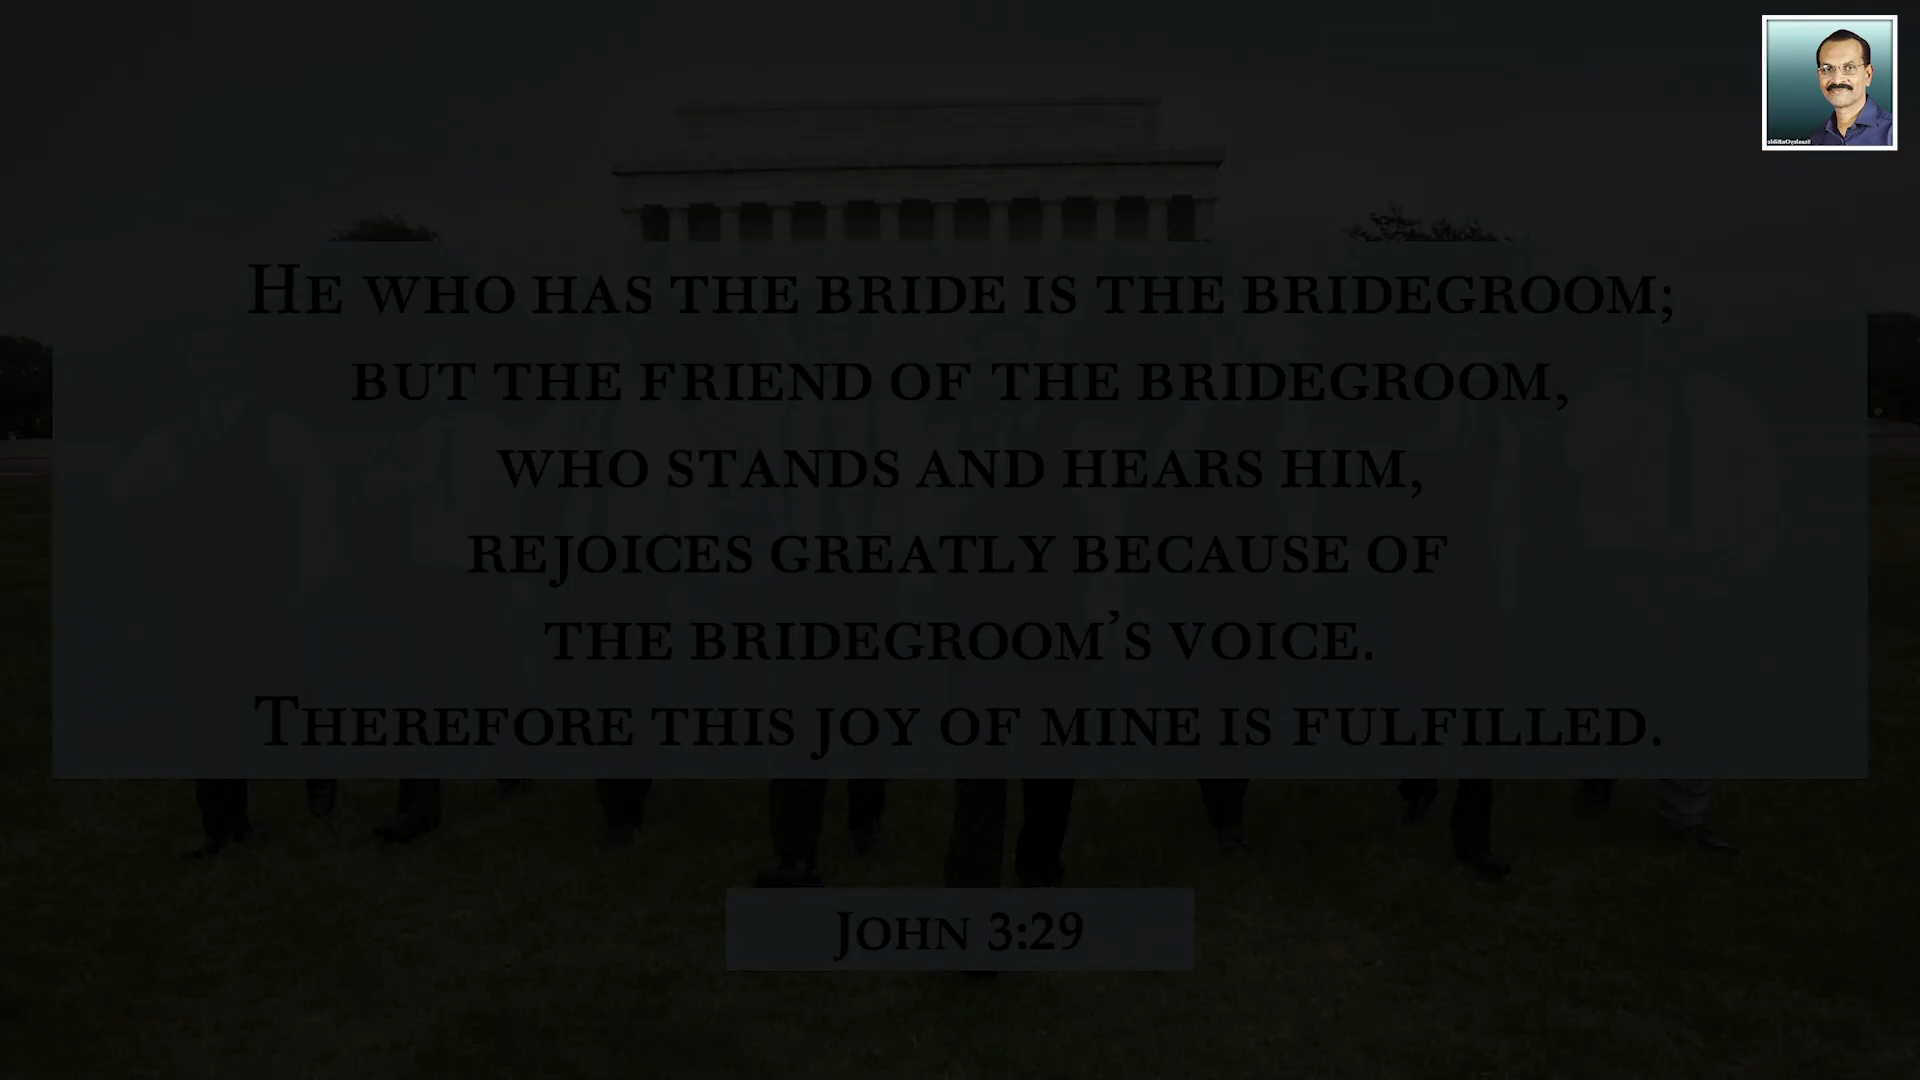 He who has the bride is the bridegroom;
but the friend of the bridegroom,
who stands and hears him,
rejoices greatly because of
the bridegroom’s voice.
Therefore this joy of mine is fulfilled.
John 3:29
StanleyOnBible